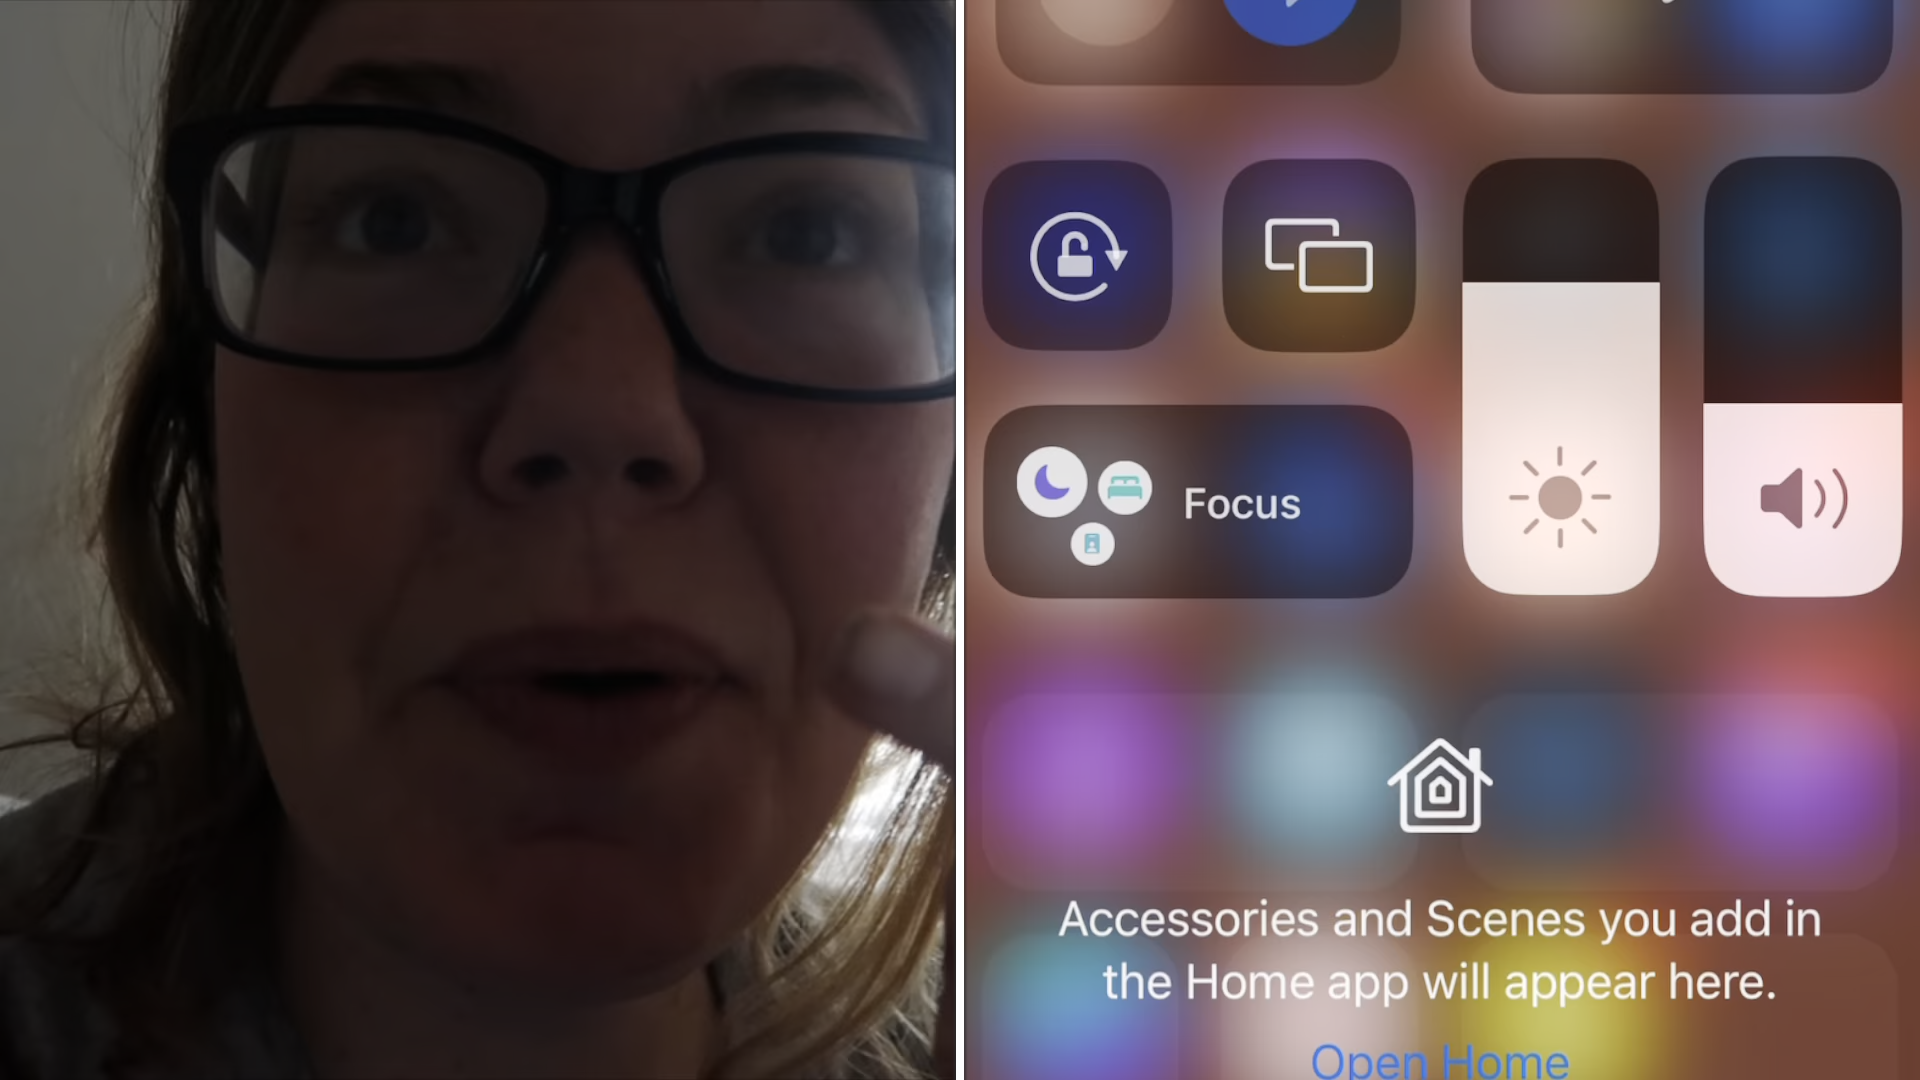 Focus
Accessories and Scenes you add in
the Home app will appear here.
Open Home